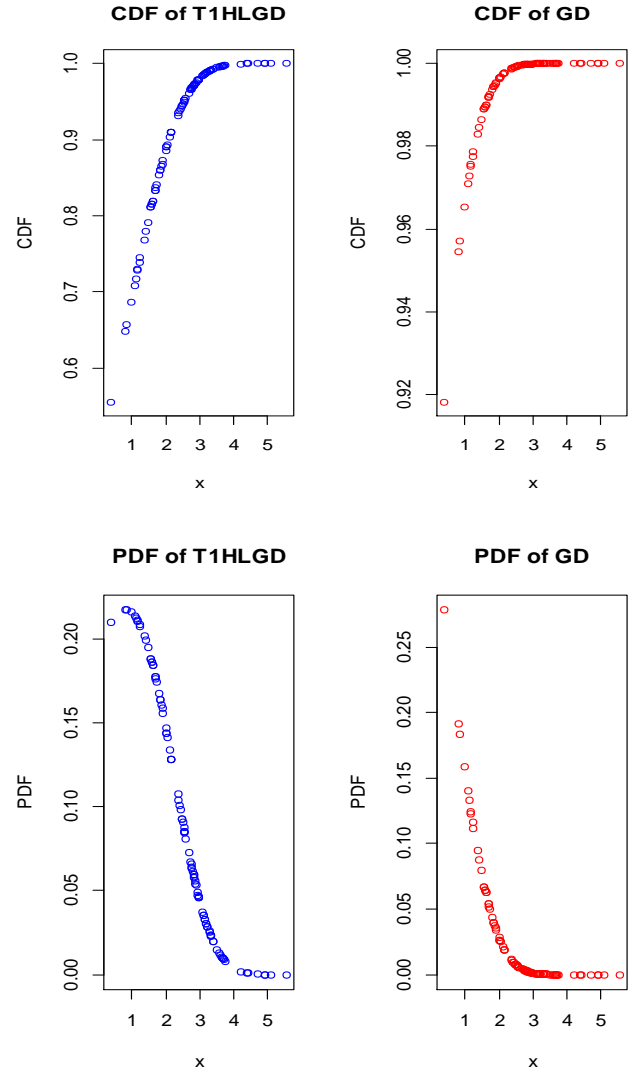 CDF of T1HLGD
CDF
0.6 0.7 0.8 0.9 1.0
1 2 3 4 5
x
CDF of GD
CDF
0.92 0.94 0.96 0.98 1.00
1 2 3 4 5
x
PDF of T1HLGD
PDF
0.00 0.05 0.10 0.15 0.20
1 2 3 4 5
x
PDF of GD
PDF
0.00 0.05 0.10 0.15 0.20 0.25
1 2 3 4 5
x